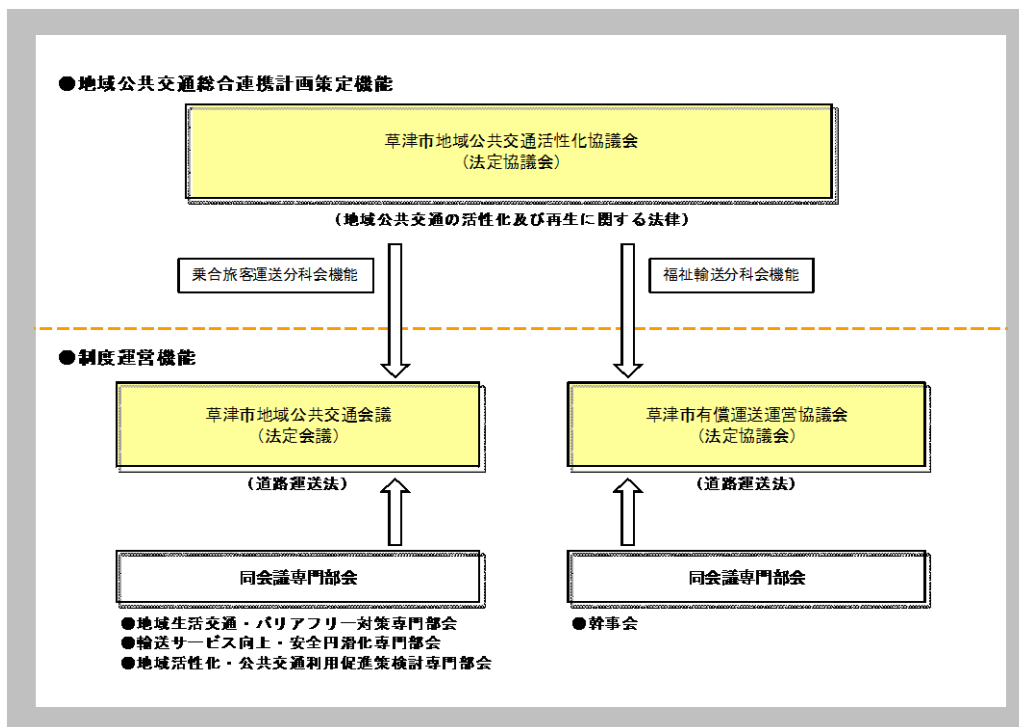 ●地域公共交通総合連携計画策定機能
草津市地域公共交通活性化協議会
（法定協議会）
（地域公共交通の活性化及び再生に関する法律）
乗合旅客運送分科会機能
福祉輸送分科会機能
●制度運営機能
草津市地域公共交通会議
（法定会議）
（道路運送法）
草津市有償運送運営協議会
（法定協議会）
（道路運送法）
同会議専門部会
●地域生活交通・バリアフリー対策専門部会
●輸送サービス向上・安全円滑化専門部会
●地域活性化・公共交通利用促進策検討専門部会
同会議専門部会
●幹事会